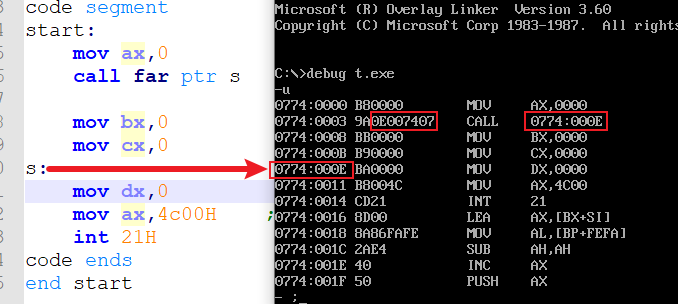 code segment
start:
mov ax,0
call far ptr s
mov bx,0
mov cx,0
s:
mov dx,0
mov ax,4c00H ;
int 21H
code ends
end start
Microsoft (R) Overlay Linker Version 3.60
Copyright (C) Microsoft Corp 1983-1987. All rights
C:\>debug t.exe
-u
0774:0000 B80000 MOV AX,0000
0774:0003 9A0E007407 CALL 0774:000E
0774:0008 BB0000 MOV BX,0000
0774:000B B90000 MOV CX,0000
0774:000E BA0000 MOV DX,0000
0774:0011 B8004C MOV AX,4C00
0774:0014 CD21 INT 21
0774:0016 8D00 LEA AX,[BX+SI]
0774:0018 8A86FAFE MOV AL,[BP+FEFA]
0774:001C 2AE4 SUB AH,AH
0774:001E 40 INC AX
0774:001F 50 PUSH AX
- ;_